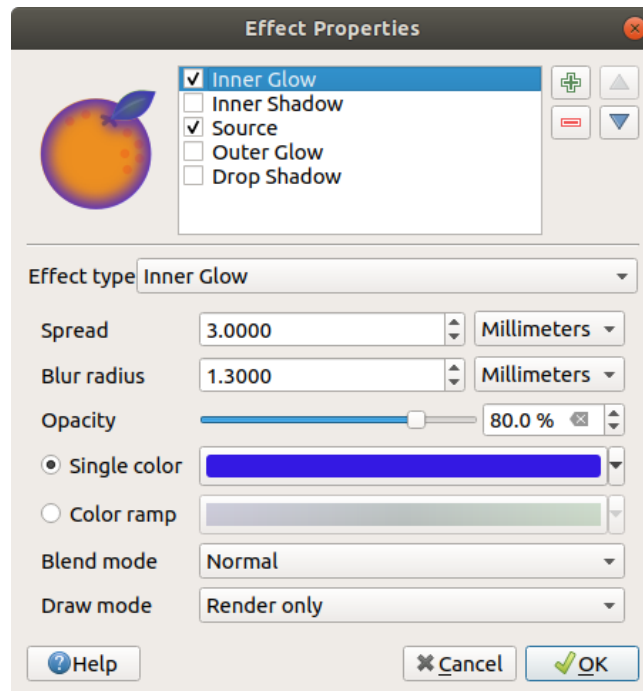 Effect Properties
Inner Glow
Inner Shadow
Source
Outer Glow
Drop Shadow
Effect type Inner Glow
Spread 3.0000 Millimeters
Blur radius 1.3000 Millimeters
Opacity 80.0 %
Single color
Color ramp
Blend mode Normal
Draw mode Render only
Help Cancel OK